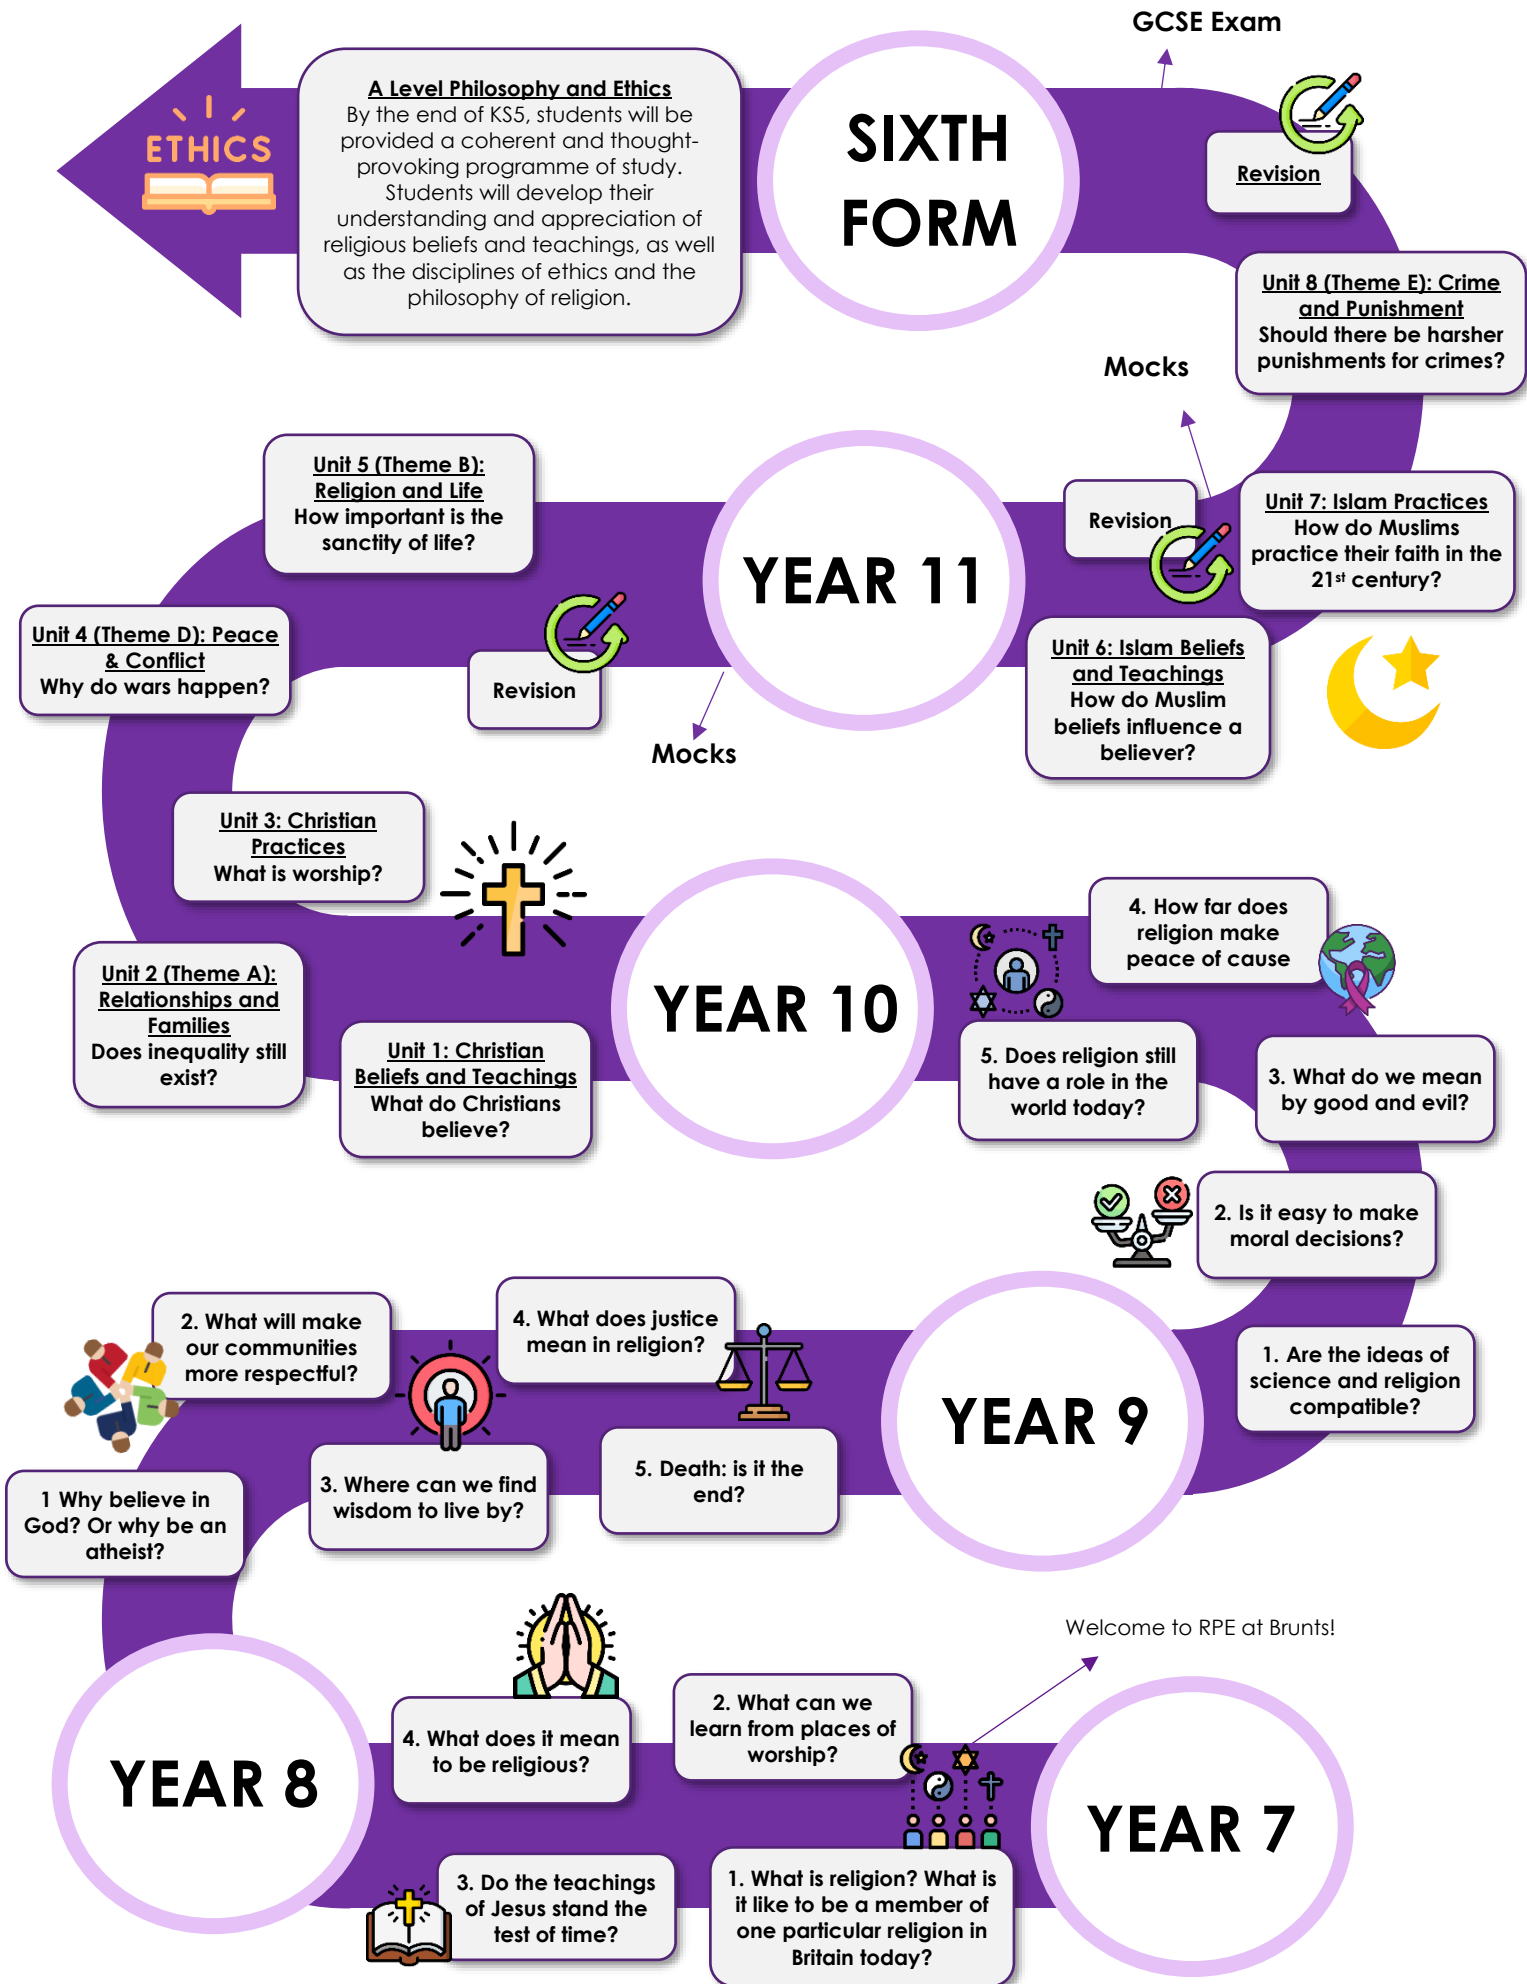 GCSE Exam
ETHICS
A Level Philosophy and Ethics
By the end of KS5, students will be
provided a coherent and thought-
provoking programme of study.
Students will develop their
understanding and appreciation of
religious beliefs and teachings, as well
as the disciplines of ethics and the
philosophy of religion.
SIXTH
FORM
Revision
Unit 8 (Theme E): Crime
and Punishment
Should there be harsher
punishments for crimes?
Mocks
Unit 5 (Theme B):
Religion and Life
How important is the
sanctity of life?
YEAR 11
Revision
Unit 7: Islam Practices
How do Muslims
practice their faith in the
21st century?
Unit 4 (Theme D): Peace
& Conflict
Why do wars happen?
Revision
Mocks
Unit 6: Islam Beliefs
and Teachings
How do Muslim
beliefs influence a
believer?
Unit 3: Christian
Practices
What is worship?
Unit 2 (Theme A):
Relationships and
Families
Does inequality still
exist?
Unit 1: Christian
Beliefs and Teachings
What do Christians
believe?
YEAR 10
4. How far does
religion make
peace of cause
5. Does religion still
have a role in the
world today?
3. What do we mean
by good and evil?
2. Is it easy to make
moral decisions?
1. Are the ideas of
science and religion
compatible?
YEAR 9
2. What will make
our communities
more respectful?
4. What does justice
mean in religion?
1 Why believe in
God? Or why be an
atheist?
3. Where can we find
wisdom to live by?
5. Death: is it the
end?
Welcome to RPE at Brunts!
YEAR 8
4. What does it mean
to be religious?
2. What can we
learn from places of
worship?
YEAR 7
3. Do the teachings
of Jesus stand the
test of time?
1. What is religion? What is
it like to be a member of
one particular religion in
Britain today?